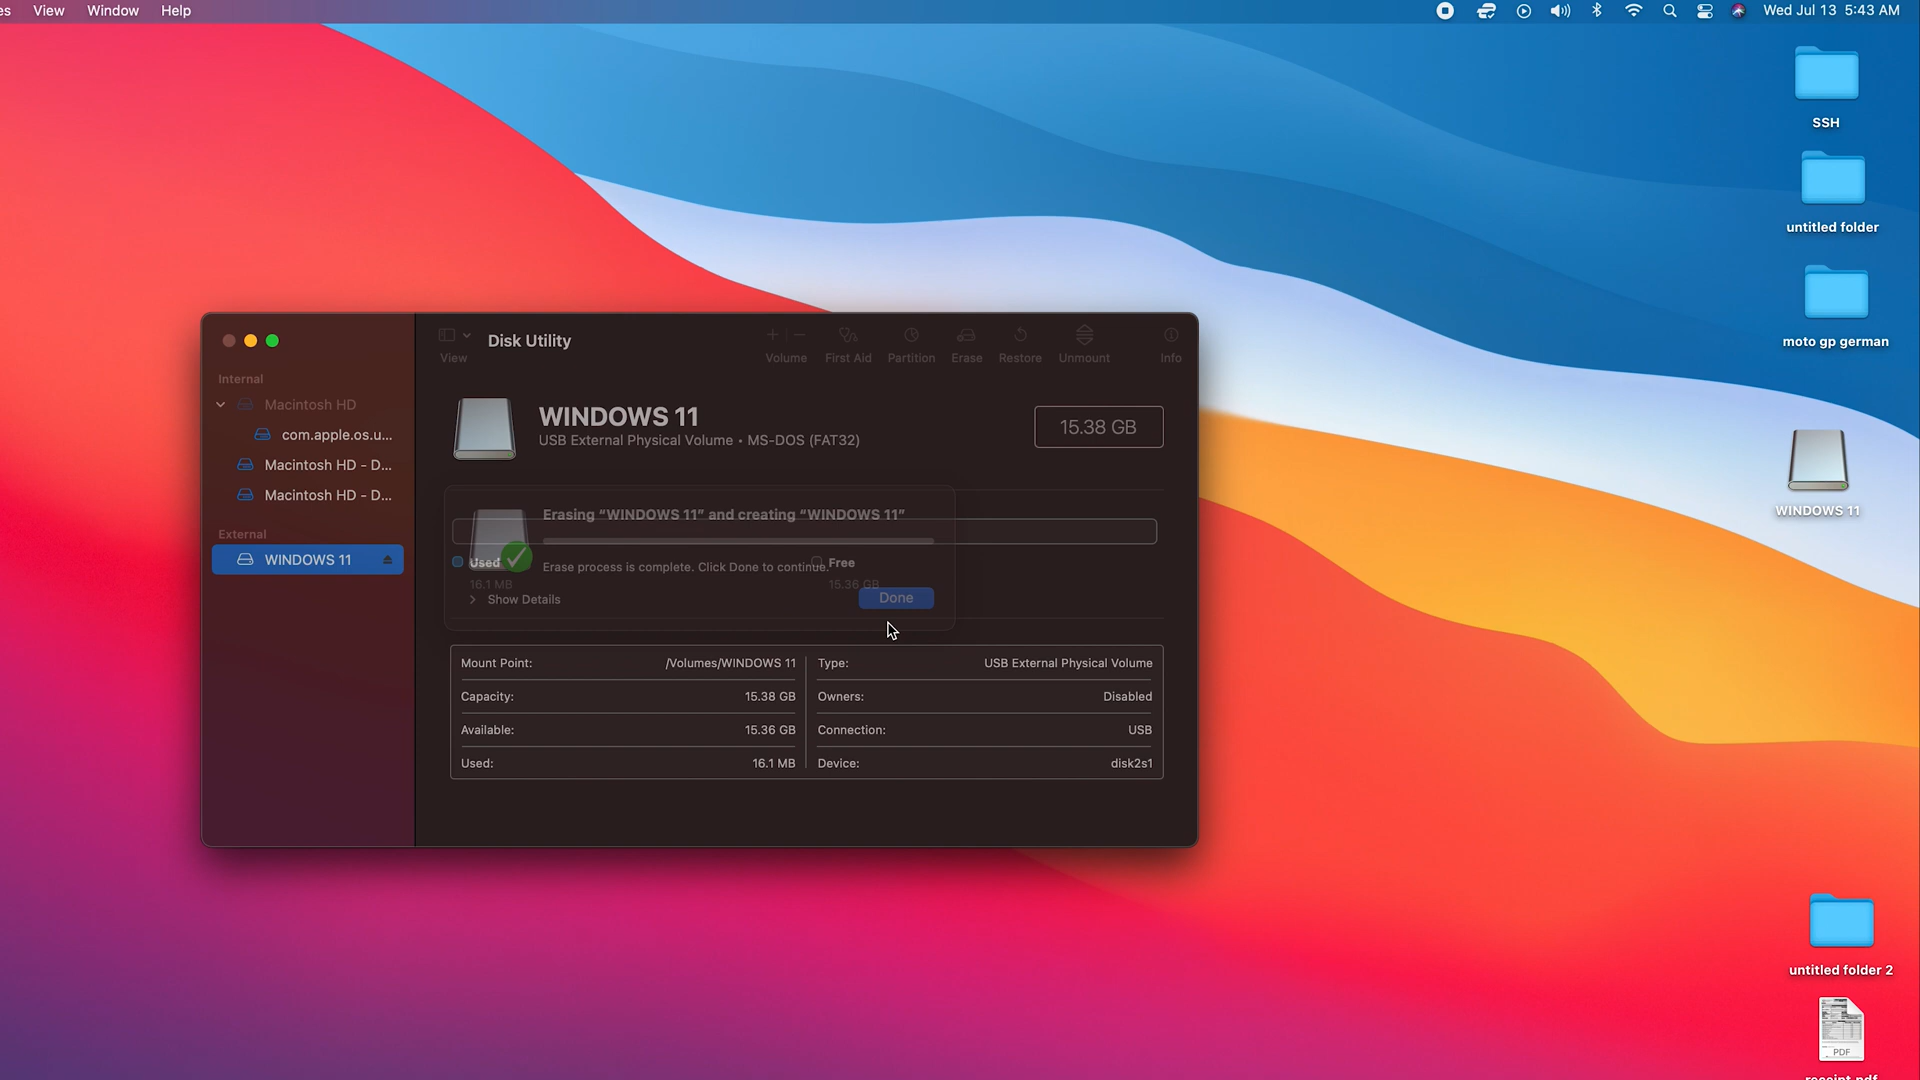 es View Window Help Wed Jul 13 5:43 AM
SSH
untitled folder
moto gp german
WINDOWS 11
untitled folder 2
PDF
receipt.pdf
View
Disk Utility
Volume
First Aid
Partition
Erase
Restore
Unmount
Info
Internal
Macintosh HD
com.apple.os.u...
Macintosh HD - D...
Macintosh HD - D...
External
WINDOWS 11
WINDOWS 11
USB External Physical Volume • MS-DOS (FAT32)
15.38 GB
Erasing “WINDOWS 11” and creating “WINDOWS 11”
Used
16.1 MB
Free
15.36 GB
Erase process is complete. Click Done to continue.
Show Details
Done
Mount Point: /Volumes/WINDOWS 11
Capacity: 15.38 GB
Available: 15.36 GB
Used: 16.1 MB
Type: USB External Physical Volume
Owners: Disabled
Connection: USB
Device: disk2s1